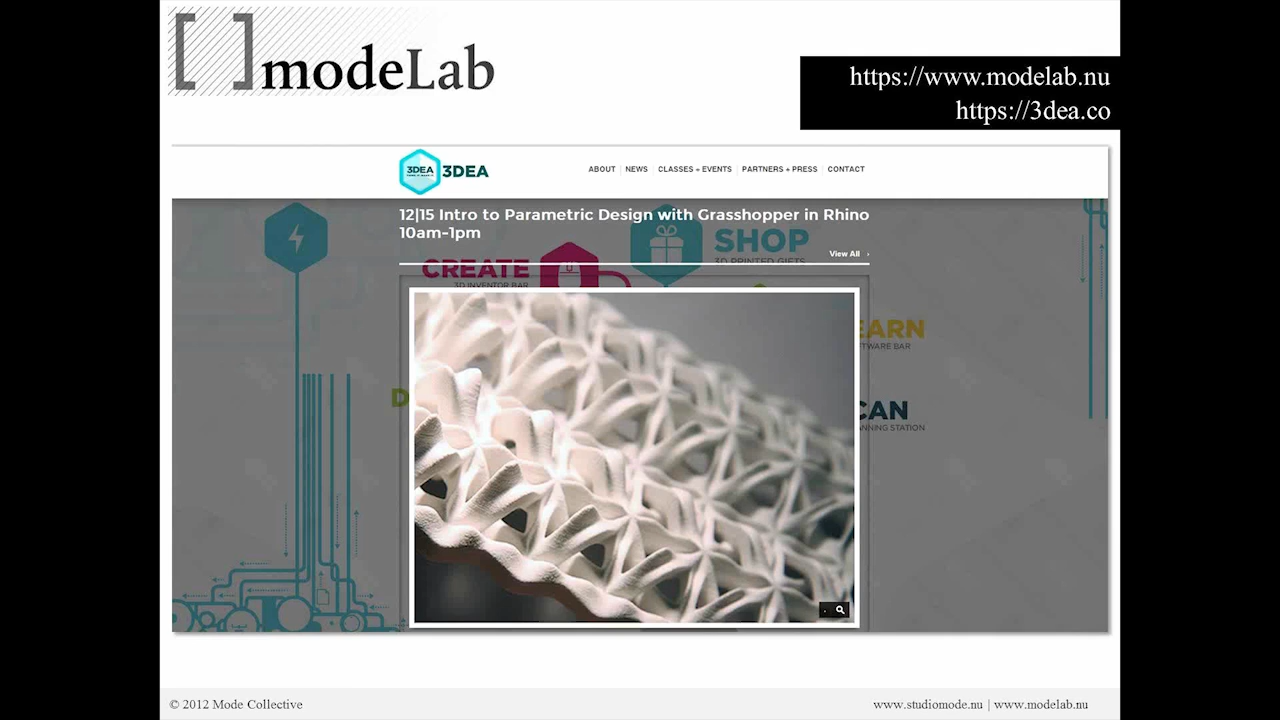 [ ]modeLab
https://www.modelab.nu
https://3dea.co
3DEA 3DEA
ABOUT NEWS CLASSES + EVENTS PARTNERS + PRESS CONTACT
12|15 Intro to Parametric Design with Grasshopper in Rhino
10am-1pm
View All ›
SHOP
3D PRINTED GIFTS
CREATE
3D INVENTOR BAR
EARN
FTWARE BAR
D
CAN
ANNING STATION
© 2012 Mode Collective
www.studiomode.nu | www.modelab.nu